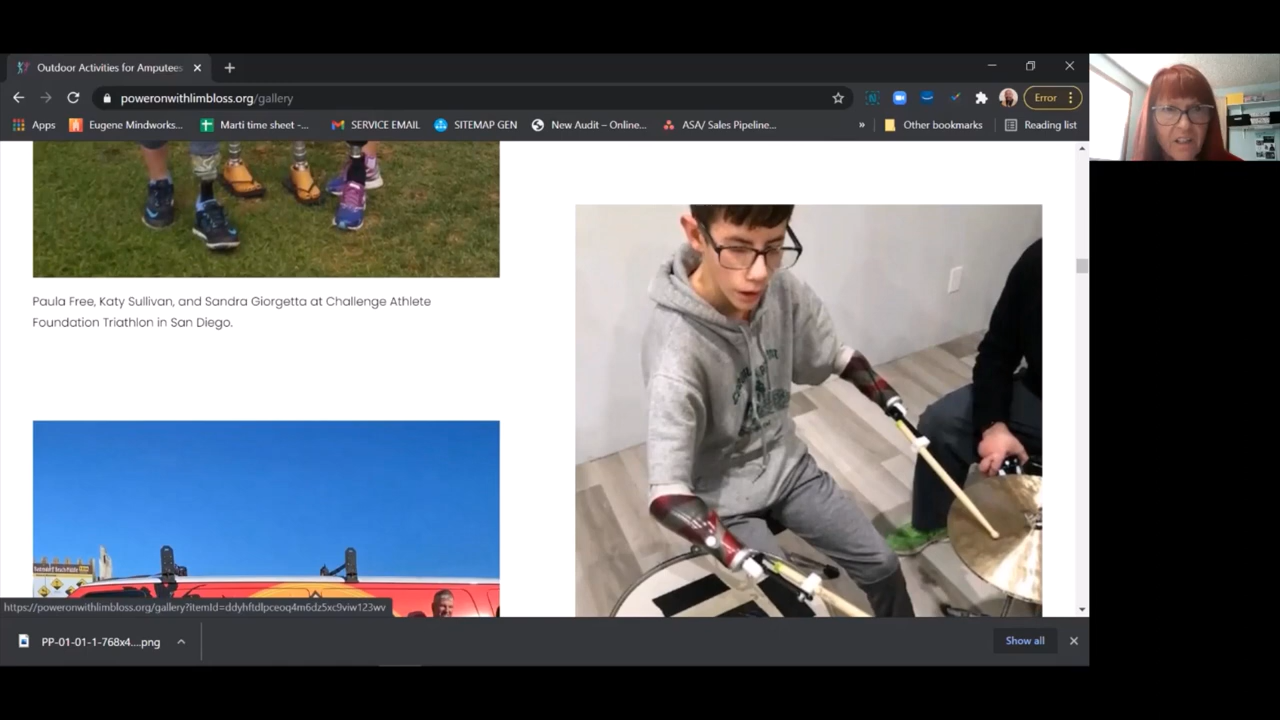 Outdoor Activities for Amputees
poweronwithlimbloss.org/gallery
Error
Apps
Eugene Mindworks...
Marti time sheet -...
SERVICE EMAIL
SITEMAP GEN
New Audit – Online...
ASA/ Sales Pipeline...
»
Other bookmarks
Reading list
Paula Free, Katy Sullivan, and Sandra Giorgetta at Challenge Athlete
Foundation Triathlon in San Diego.
https://poweronwithlimbloss.org/gallery?itemId=ddyhftdlpceoq4m6dz5xc9viw123wv
PP-01-01-1-768x4....png
Show all